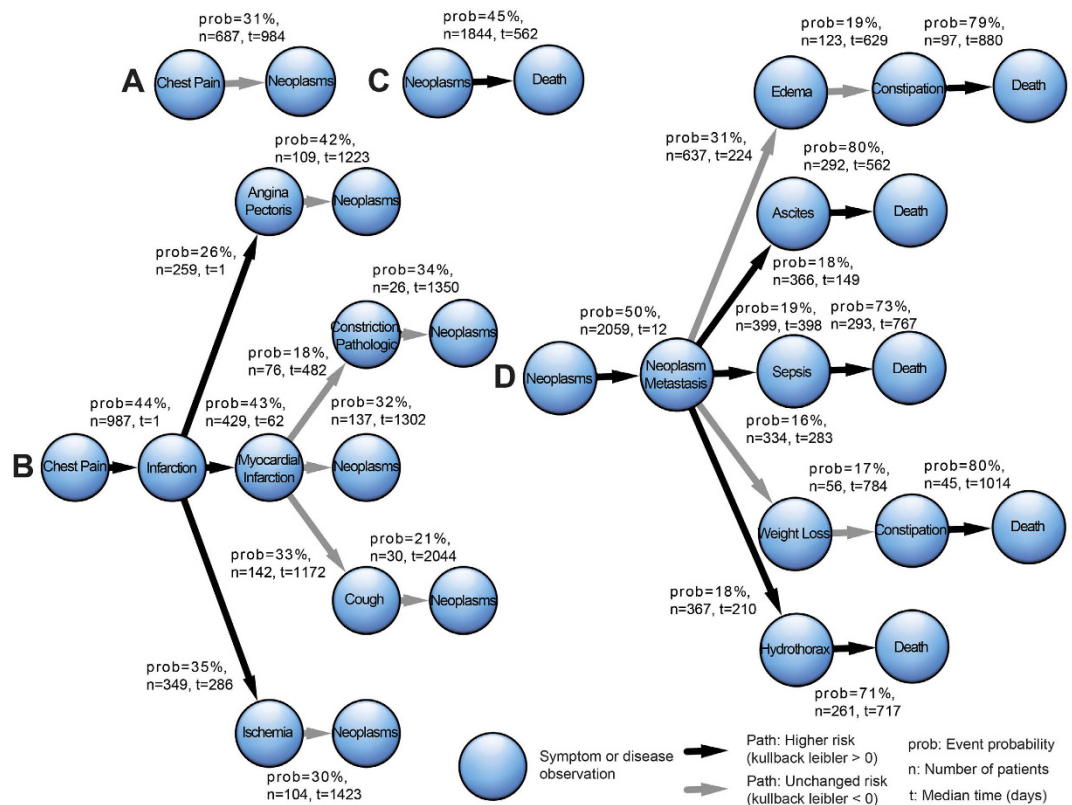 A
prob=31%,
n=687, t=984
Chest Pain
Neoplasms
C
prob=45%,
n=1844, t=562
Neoplasms
Death
B
Chest Pain
prob=44%,
n=987, t=1
Infarction
prob=26%,
n=259, t=1
Angina
Pectoris
prob=42%,
n=109, t=1223
Neoplasms
prob=43%,
n=429, t=62
Myocardial
Infarction
prob=18%,
n=76, t=482
Constriction
Pathologic
prob=34%,
n=26, t=1350
Neoplasms
prob=32%,
n=137, t=1302
Neoplasms
prob=33%,
n=142, t=1172
Cough
prob=21%,
n=30, t=2044
Neoplasms
prob=35%,
n=349, t=286
Ischemia
Neoplasms
prob=30%,
n=104, t=1423
D
Neoplasms
prob=50%,
n=2059, t=12
Neoplasm
Metastasis
prob=31%,
n=637, t=224
Edema
prob=19%,
n=123, t=629
Constipation
prob=79%,
n=97, t=880
Death
prob=18%,
n=366, t=149
Ascites
prob=80%,
n=292, t=562
Death
prob=19%,
n=399, t=398
Sepsis
prob=73%,
n=293, t=767
Death
prob=16%,
n=334, t=283
Weight Loss
prob=17%,
n=56, t=784
Constipation
prob=80%,
n=45, t=1014
Death
prob=18%,
n=367, t=210
Hydrothorax
Death
prob=71%,
n=261, t=717
Symptom or disease
observation
Path: Higher risk
(kullback leibler > 0)
Path: Unchanged risk
(kullback leibler < 0)
prob: Event probability
n: Number of patients
t: Median time (days)